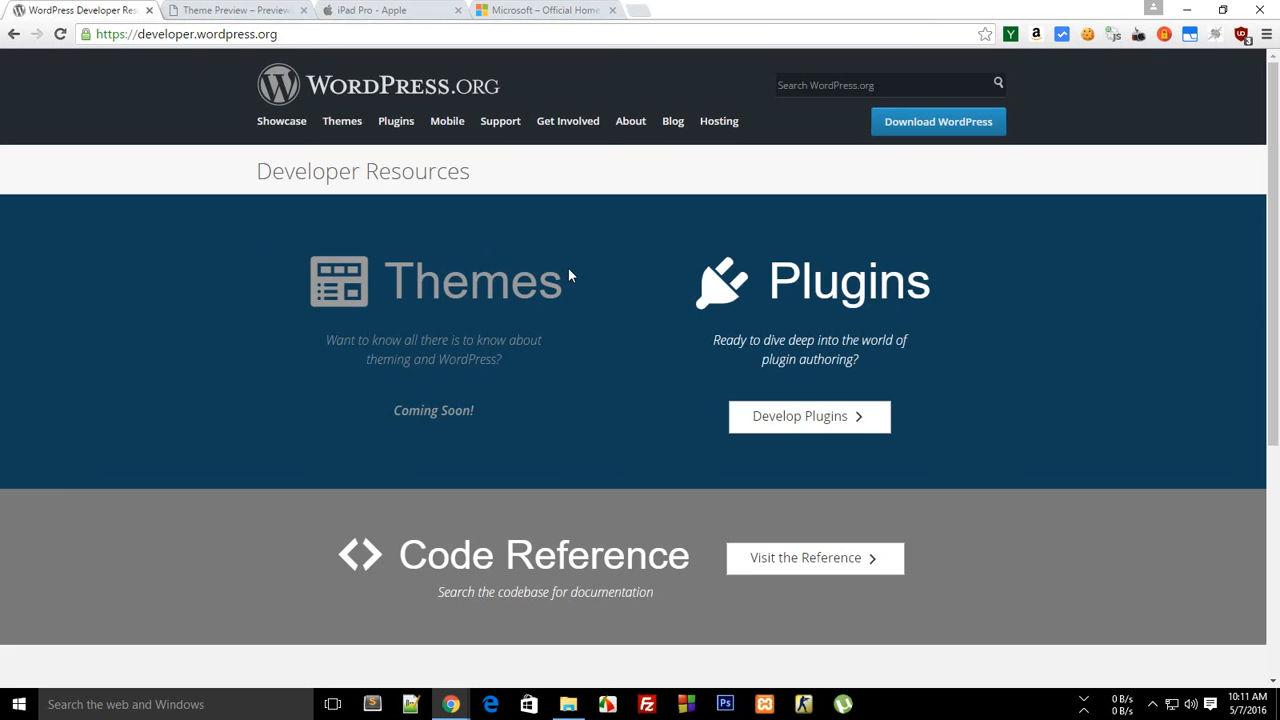 WordPress Developer Res
Theme Preview – Preview
iPad Pro - Apple
Microsoft – Official Home
https://developer.wordpress.org
WORDPRESS.ORG
Search WordPress.org
Showcase Themes Plugins Mobile Support Get Involved About Blog Hosting
Download WordPress
Developer Resources
Themes
Want to know all there is to know about
theming and WordPress?
Coming Soon!
Plugins
Ready to dive deep into the world of
plugin authoring?
Develop Plugins
Code Reference
Search the codebase for documentation
Visit the Reference
Search the web and Windows
0 B/s
0 B/s
10:11 AM
5/7/2016